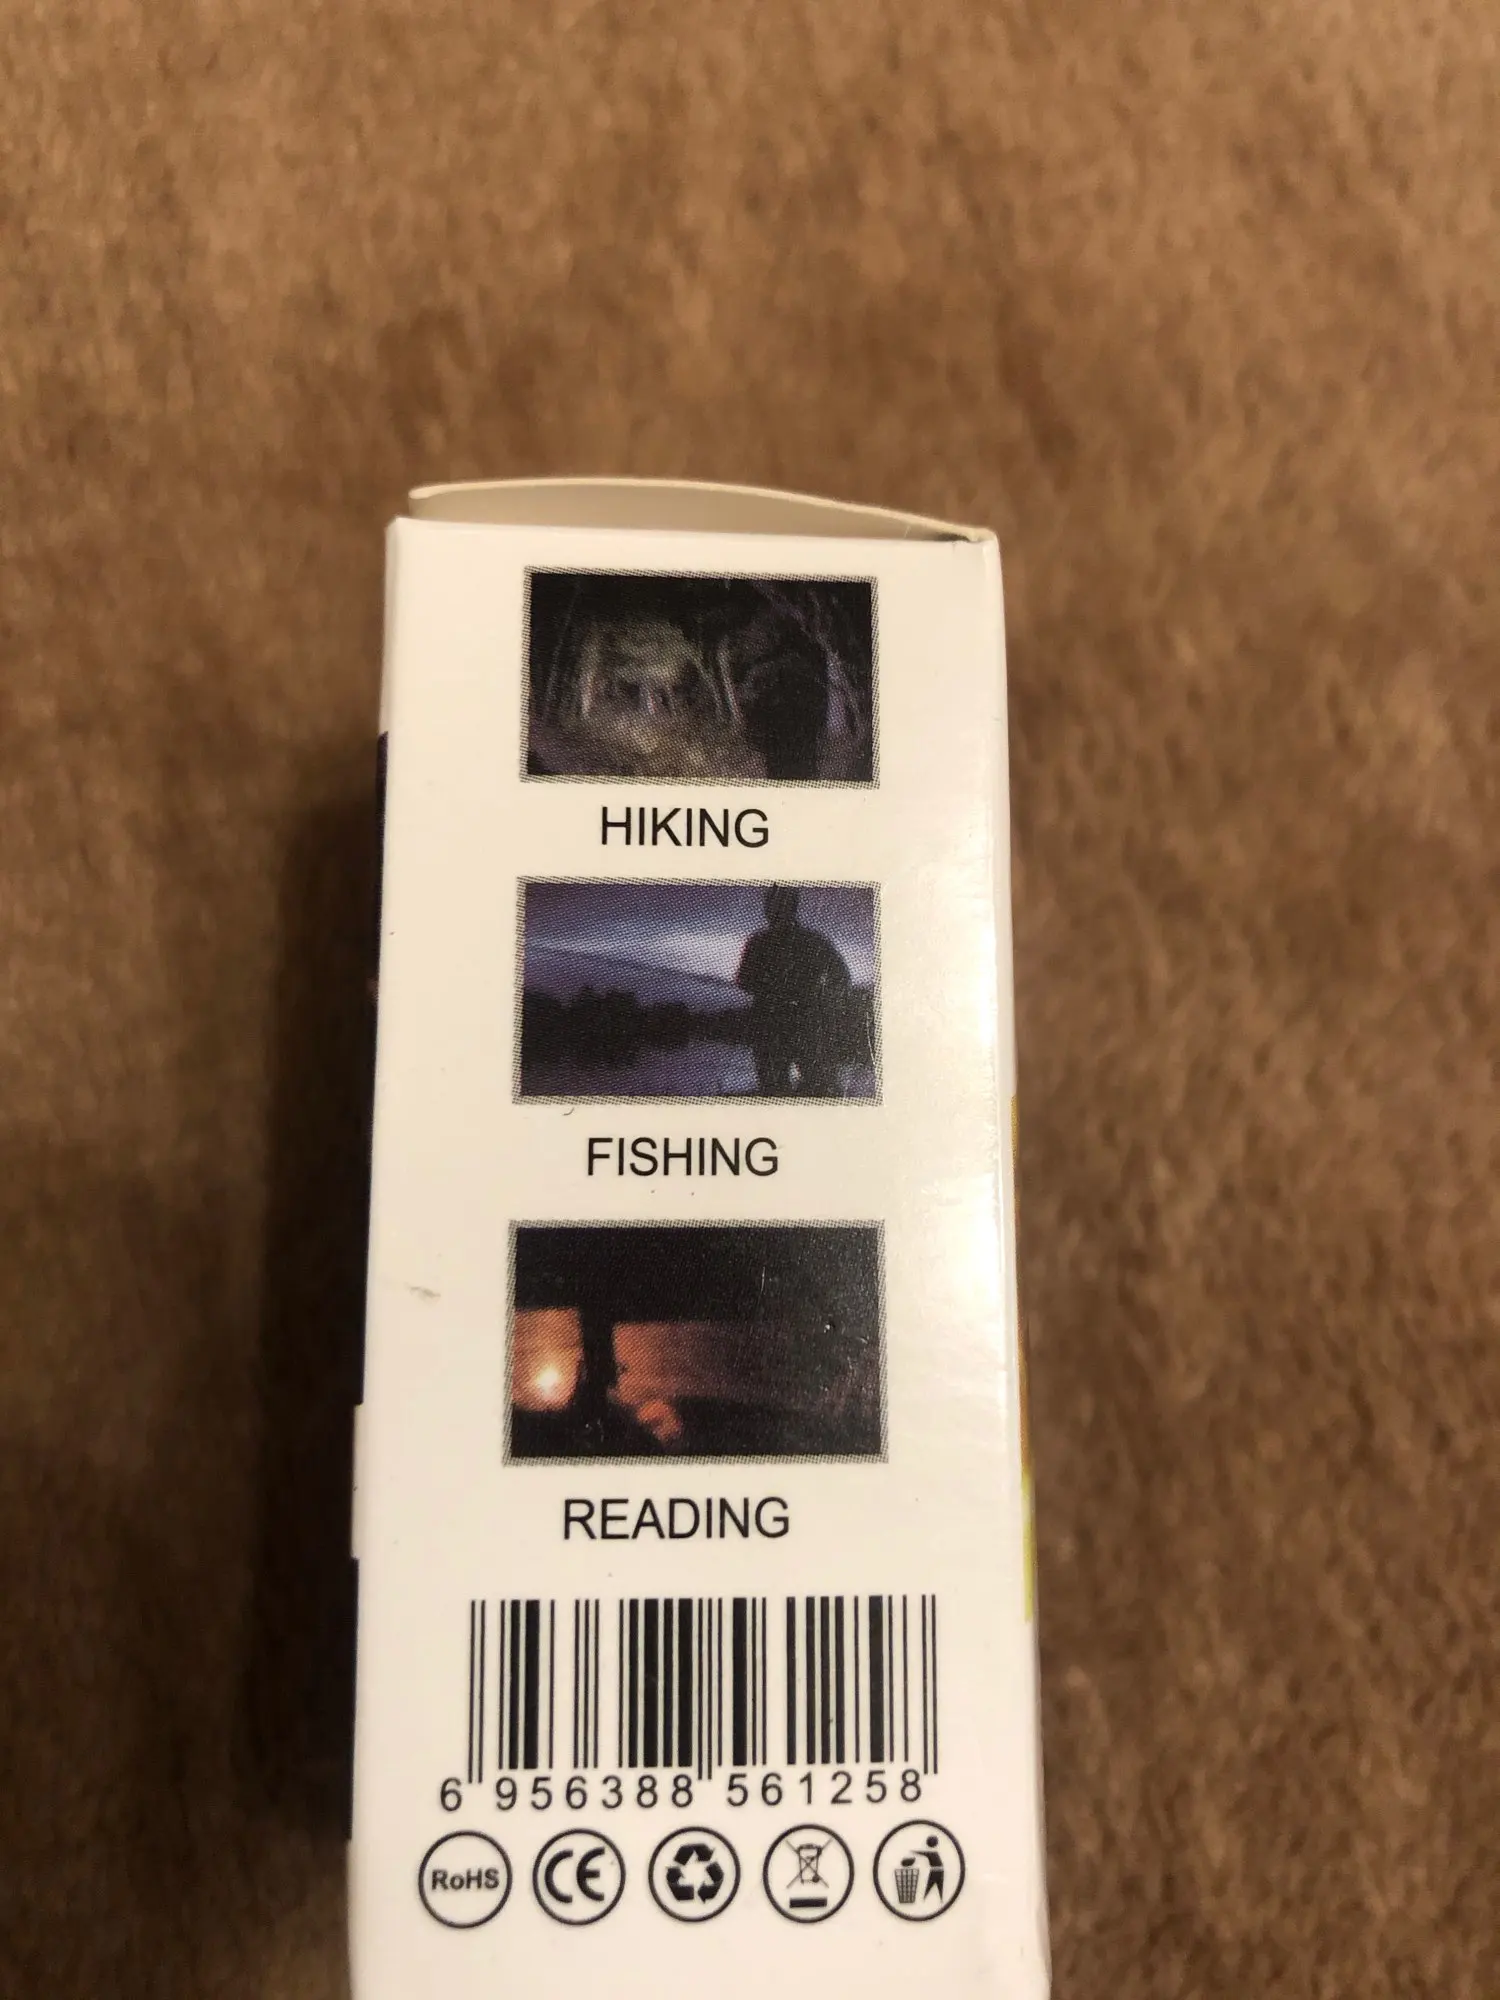 HIKING
FISHING
READING
6 956388 561258
RoHS CE